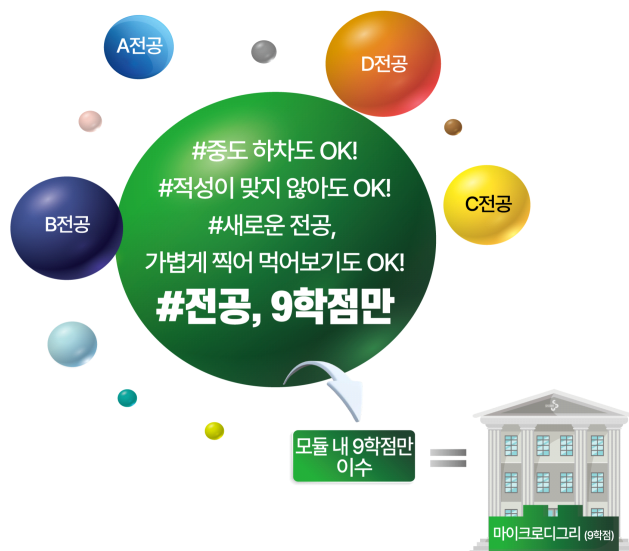 A전공
D전공
#중도 하차도 OK!
#적성이 맞지 않아도 OK!
C전공
B전공
#새로운 전공,
가볍게 찍어 먹어보기도 OK!
#전공, 9학점만
모듈 내 9학점만
이수
마이크로디그리 (9학점)